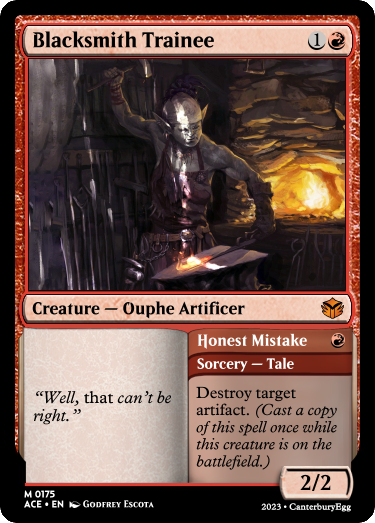 Blacksmith Trainee 1
Creature — Ouphe Artificer
“Well, that can’t be
right.”
Honest Mistake
Sorcery — Tale
Destroy target
artifact. (Cast a copy
of this spell once while
this creature is on the
battlefield.)
2/2
M 0175
ACE • EN Godfrey Escota
2023 • CanterburyEgg